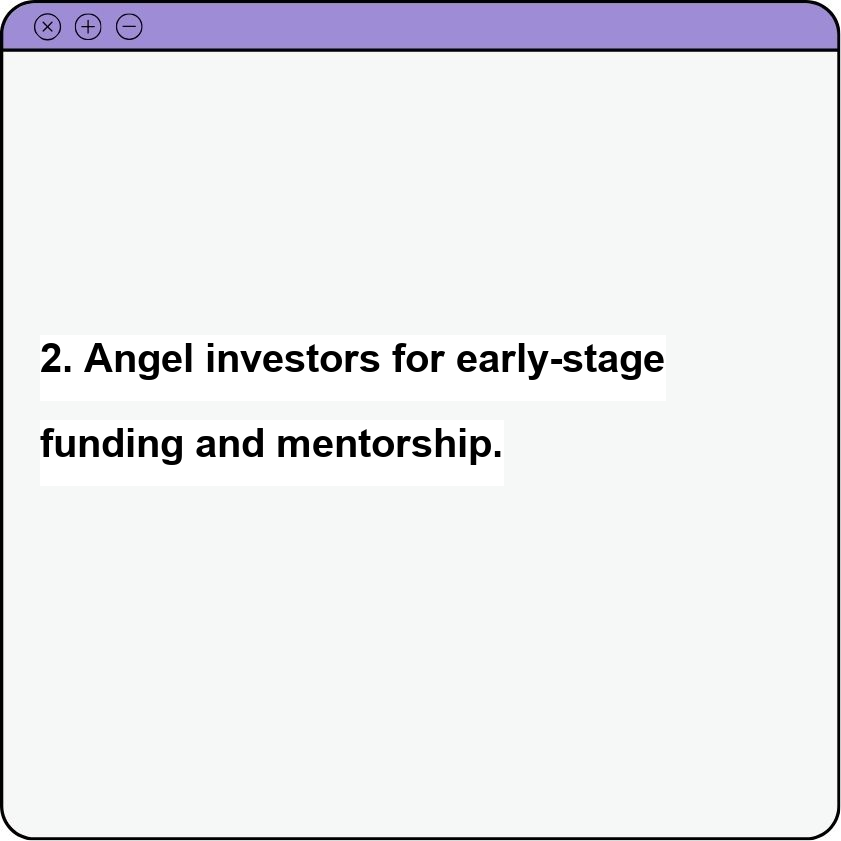 2. Angel investors for early-stage
funding and mentorship.